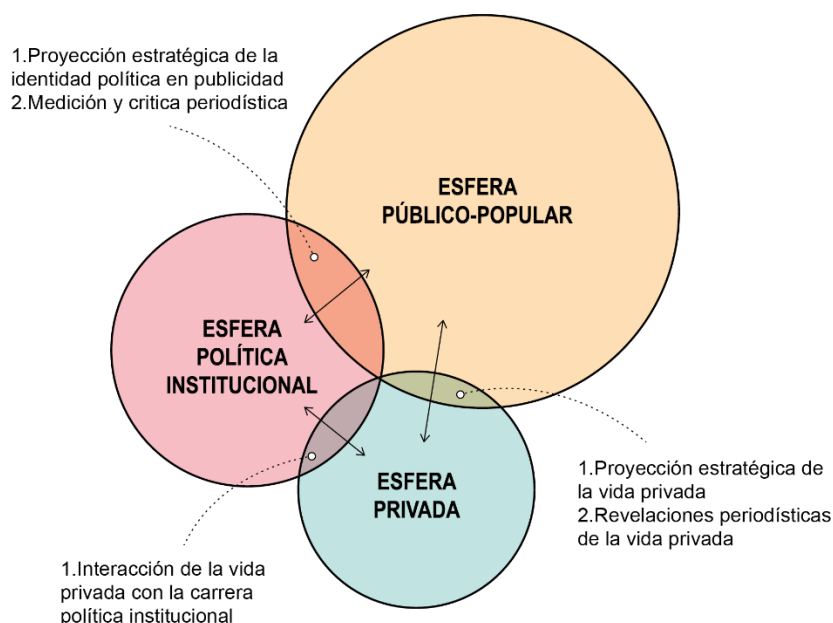 1.Proyección estratégica de la
identidad política en publicidad
2.Medición y critica periodística
ESFERA
PÚBLICO-POPULAR
ESFERA
POLÍTICA
INSTITUCIONAL
ESFERA
PRIVADA
1.Proyección estratégica de
la vida privada
2.Revelaciones periodísticas
de la vida privada
1.Interacción de la vida
privada con la carrera
política institucional